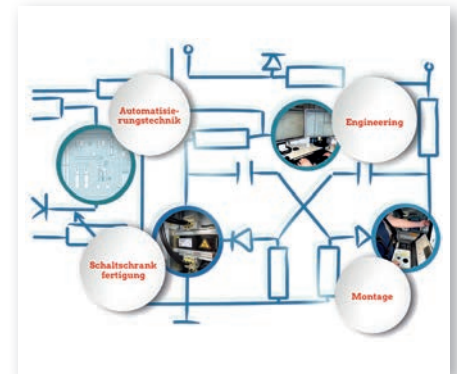 Automatisie-
rungstechnik
Engineering
Schaltschrank
fertigung
Montage